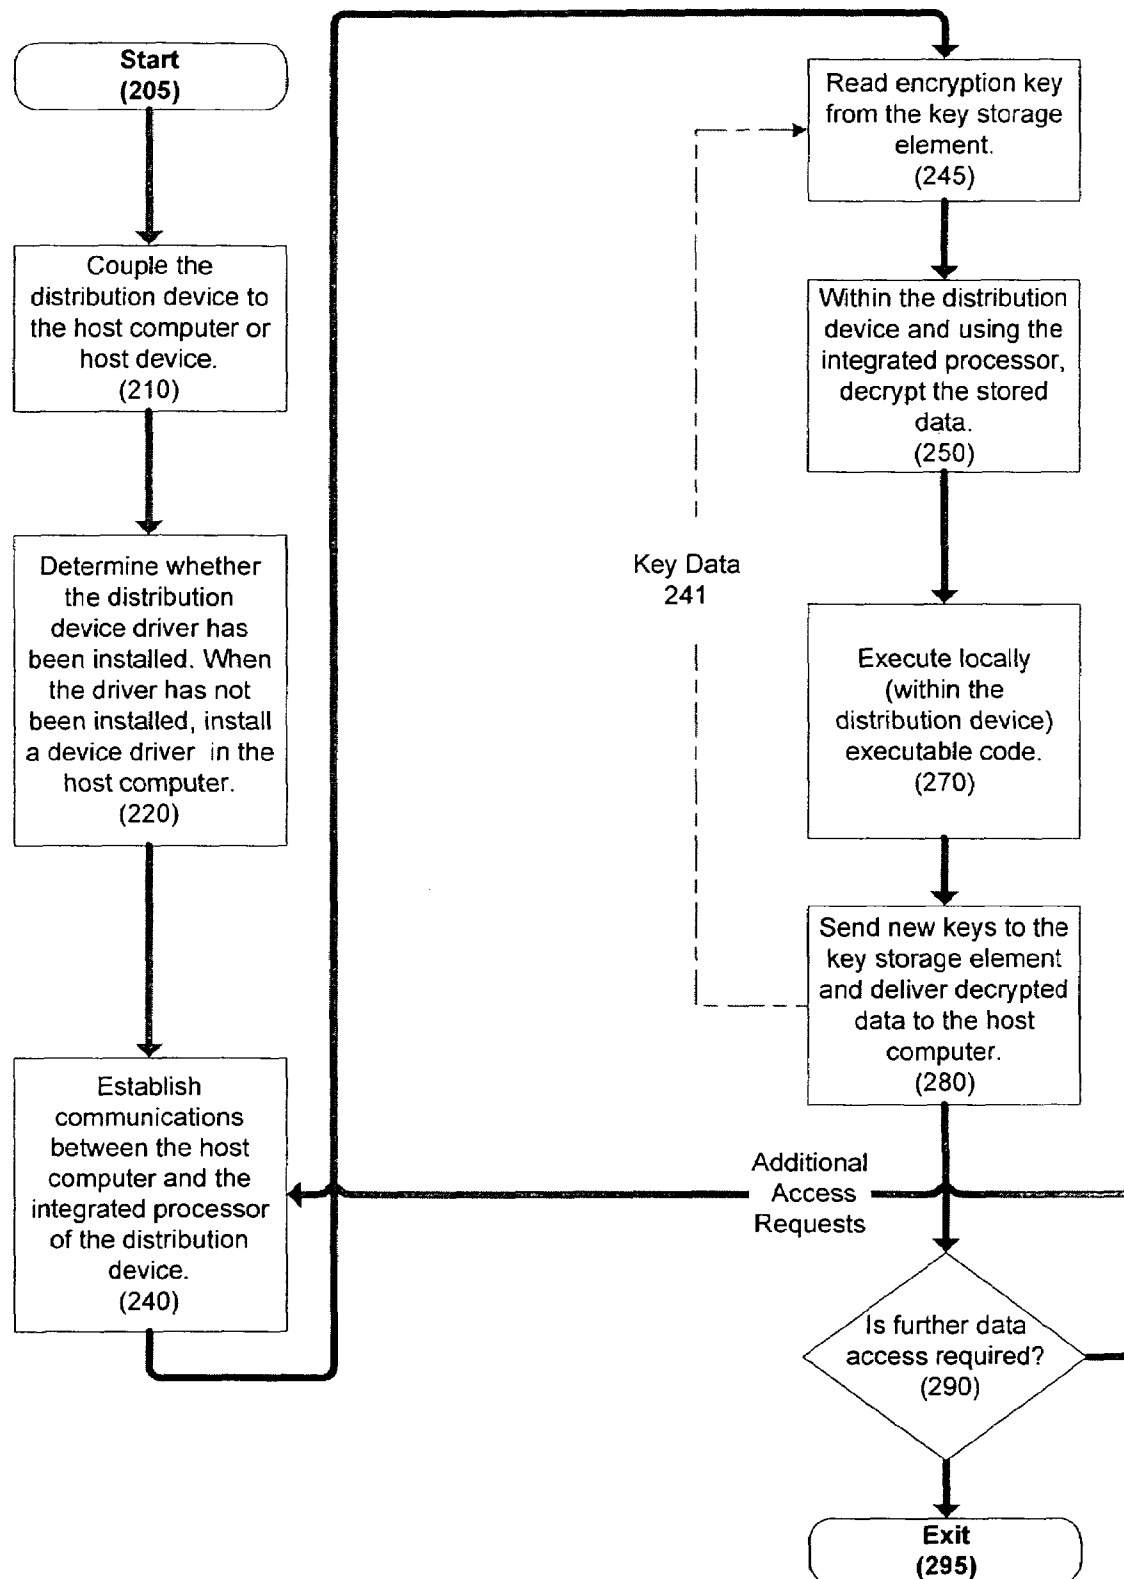 Start
(205)
Couple the
distribution device to
the host computer or
host device.
(210)
Determine whether
the distribution
device driver has
been installed. When
the driver has not
been installed, install
a device driver in the
host computer.
(220)
Establish
communications
between the host
computer and the
integrated processor
of the distribution
device.
(240)
Read encryption key
from the key storage
element.
(245)
Within the distribution
device and using the
integrated processor,
decrypt the stored
data.
(250)
Key Data
241
Execute locally
(within the
distribution device)
executable code.
(270)
Send new keys to the
key storage element
and deliver decrypted
data to the host
computer.
(280)
Additional
Access
Requests
Is further data
access required?
(290)
Exit
(295)